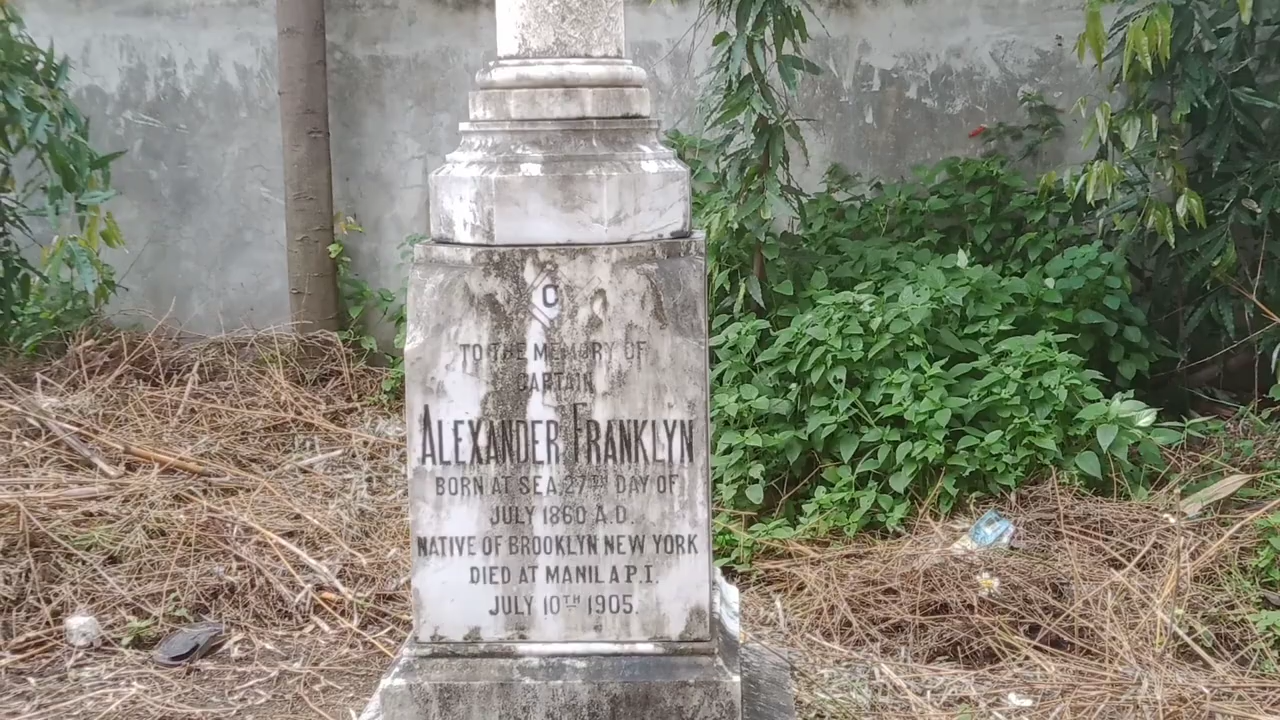 C
TO THE MEMORY OF
CAPTAIN
ALEXANDER FRANKLYN
BORN AT SEA 27TH DAY OF
JULY 1860 A.D.
NATIVE OF BROOKLYN NEW YORK
DIED AT MANILA P.I.
JULY 10TH 1905.